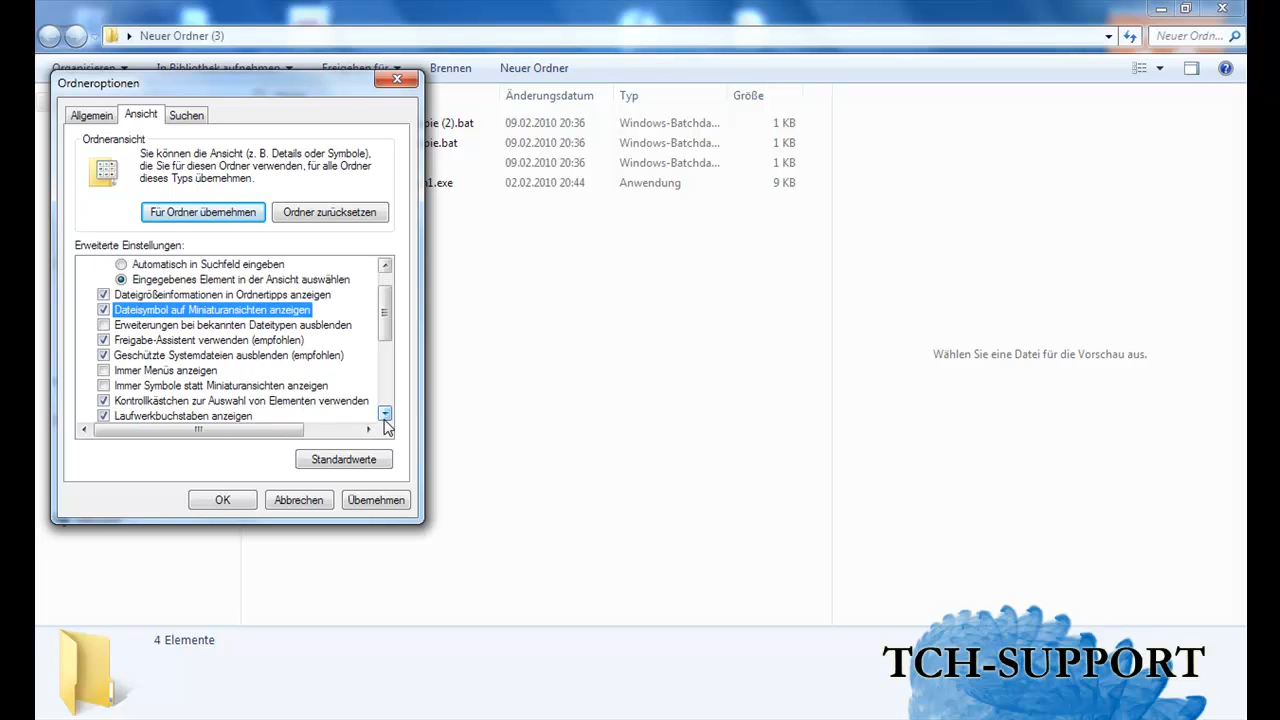 Neuer Ordner (3)
Neuer Ordn...
Organisieren
In Bibliothek aufnehmen
Freigeben für
Brennen
Neuer Ordner
Ordneroptionen
Allgemein
Ansicht
Suchen
Ordneransicht
Sie können die Ansicht (z. B. Details oder Symbole),
die Sie für diesen Ordner verwenden, für alle Ordner
dieses Typs übernehmen.
Für Ordner übernehmen
Ordner zurücksetzen
Erweiterte Einstellungen:
Automatisch in Suchfeld eingeben
Eingegebenes Element in der Ansicht auswählen
Dateigrößeinformationen in Ordnertipps anzeigen
Dateisymbol auf Miniaturansichten anzeigen
Erweiterungen bei bekannten Dateitypen ausblenden
Freigabe-Assistent verwenden (empfohlen)
Geschützte Systemdateien ausblenden (empfohlen)
Immer Menüs anzeigen
Immer Symbole statt Miniaturansichten anzeigen
Kontrollkästchen zur Auswahl von Elementen verwenden
Laufwerkbuchstaben anzeigen
Standardwerte
OK
Abbrechen
Übernehmen
Änderungsdatum Typ Größe
(2).bat 09.02.2010 20:36 Windows-Batchda... 1 KB
.bat 09.02.2010 20:36 Windows-Batchda... 1 KB
09.02.2010 20:36 Windows-Batchda... 1 KB
1.exe 02.02.2010 20:44 Anwendung 9 KB
Wählen Sie eine Datei für die Vorschau aus.
4 Elemente
TCH-SUPPORT